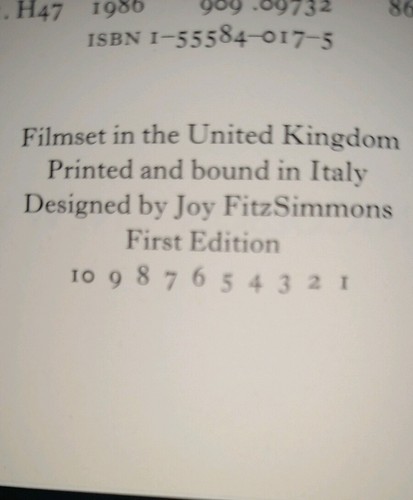 . H47 1986 909 .09732 86
ISBN 1-55584-017-5
Filmset in the United Kingdom
Printed and bound in Italy
Designed by Joy FitzSimmons
First Edition
10 9 8 7 6 5 4 3 2 1